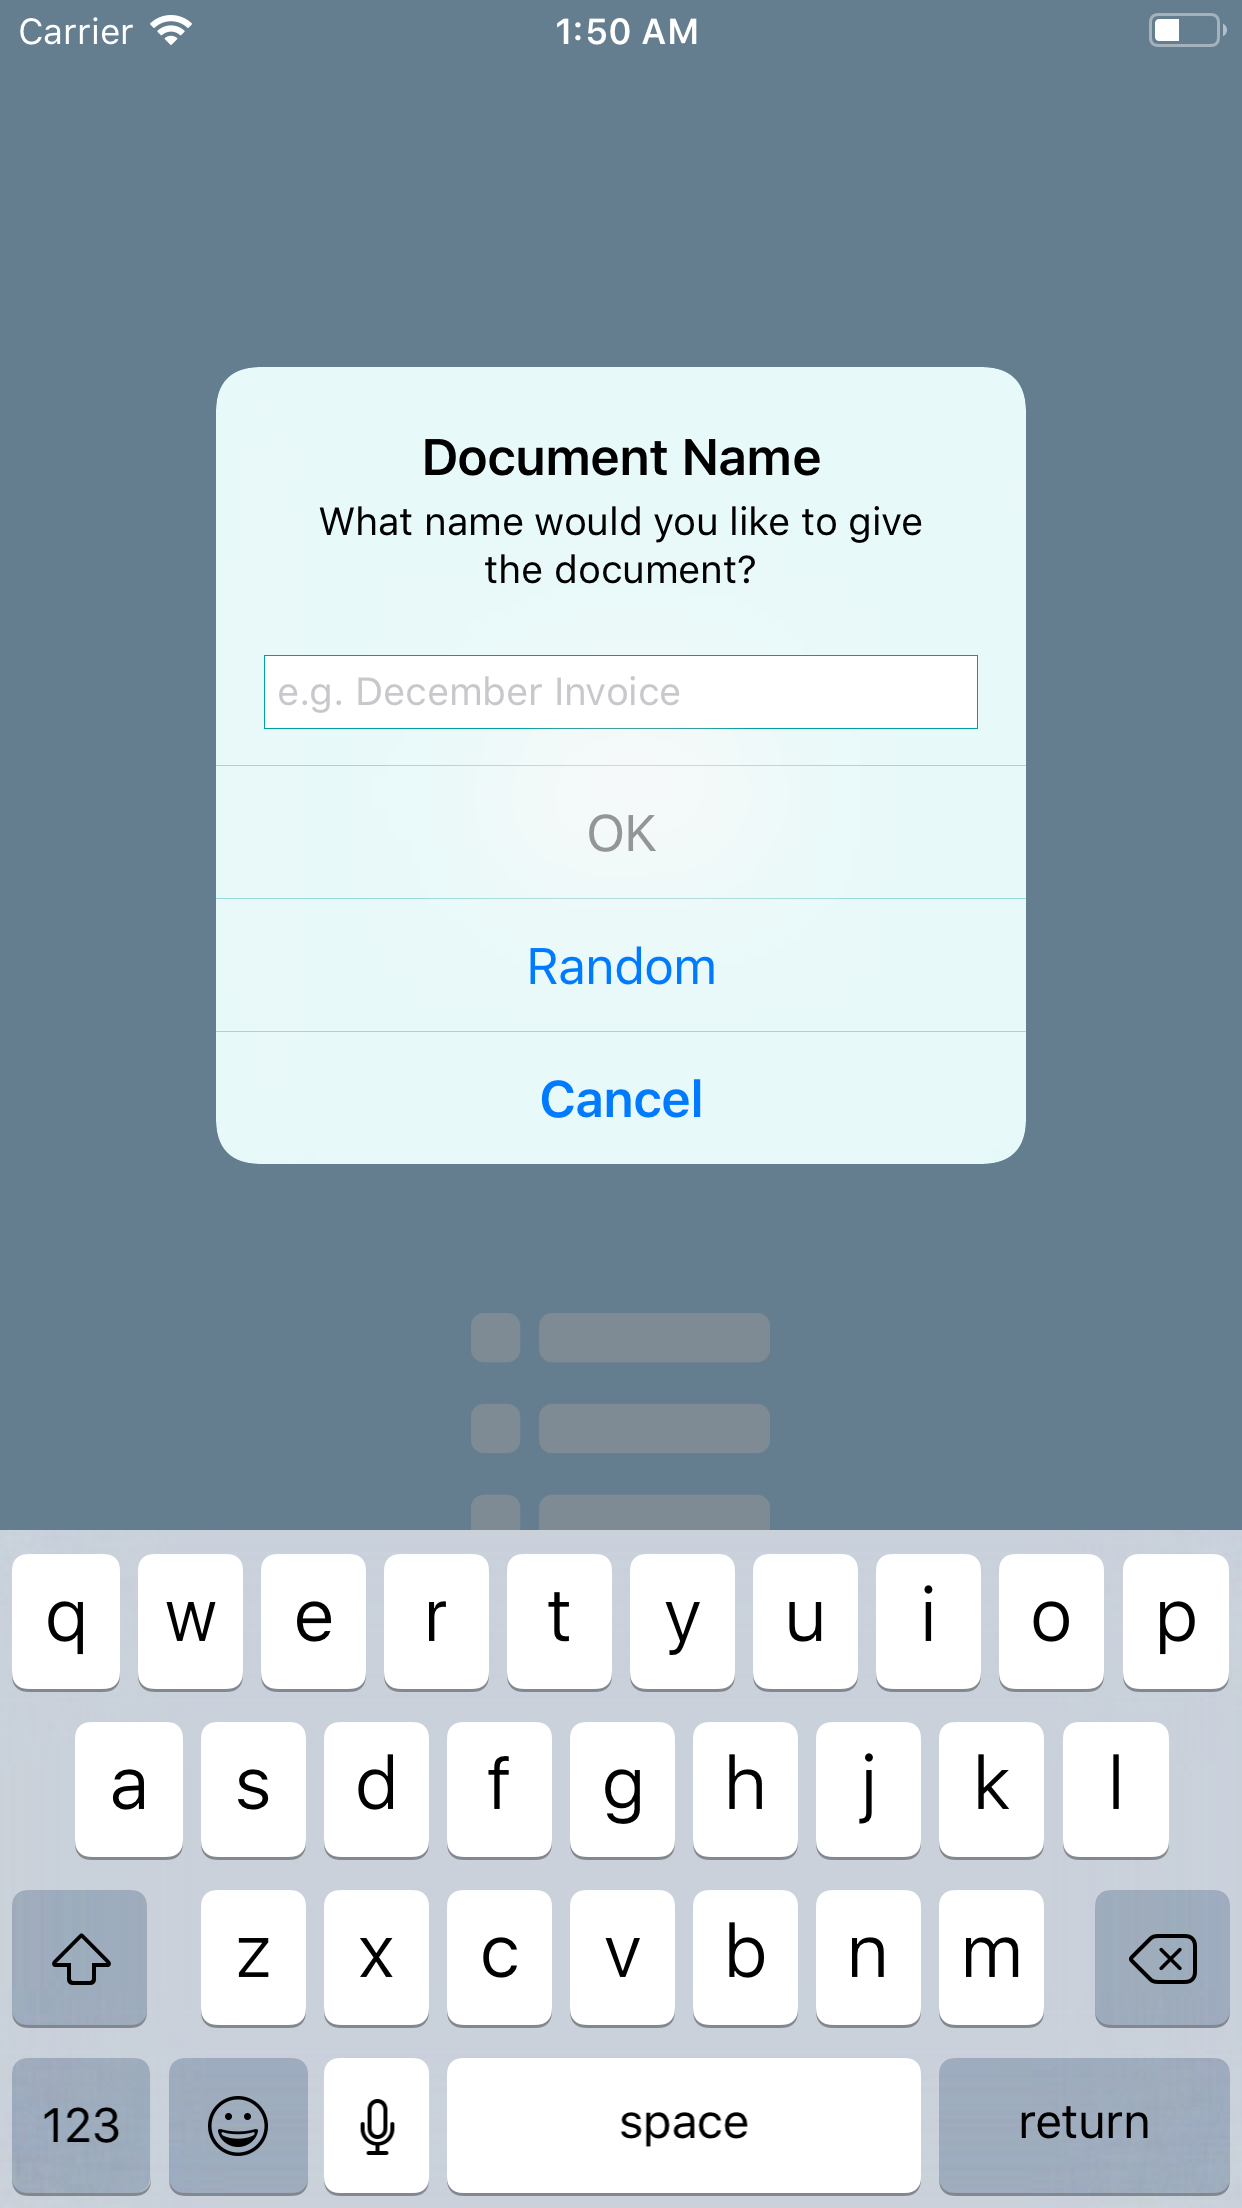 Carrier 1:50 AM
Document Name
What name would you like to give
the document?
e.g. December Invoice
OK
Random
Cancel
q w e r t y u i o p
a s d f g h j k l
z x c v b n m
123 space return